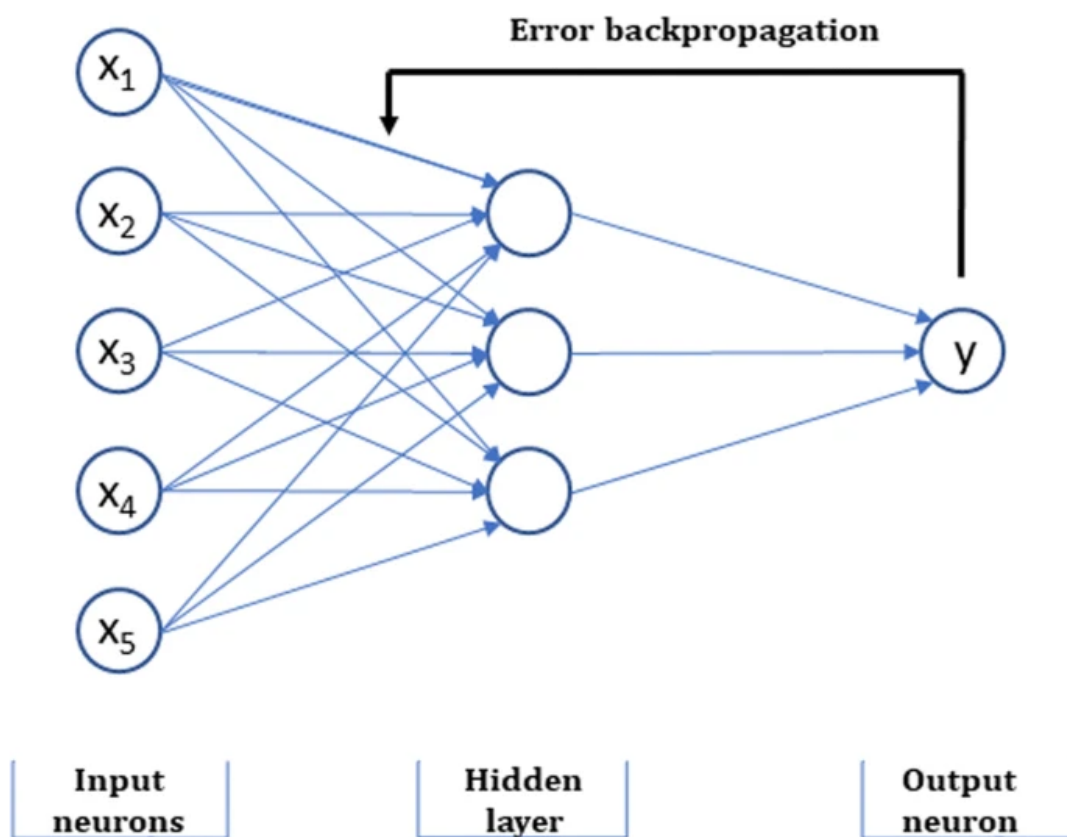 Error backpropagation
x₁
x₂
x₃
y
x₄
x₅
Input
neurons
Hidden
layer
Output
neuron